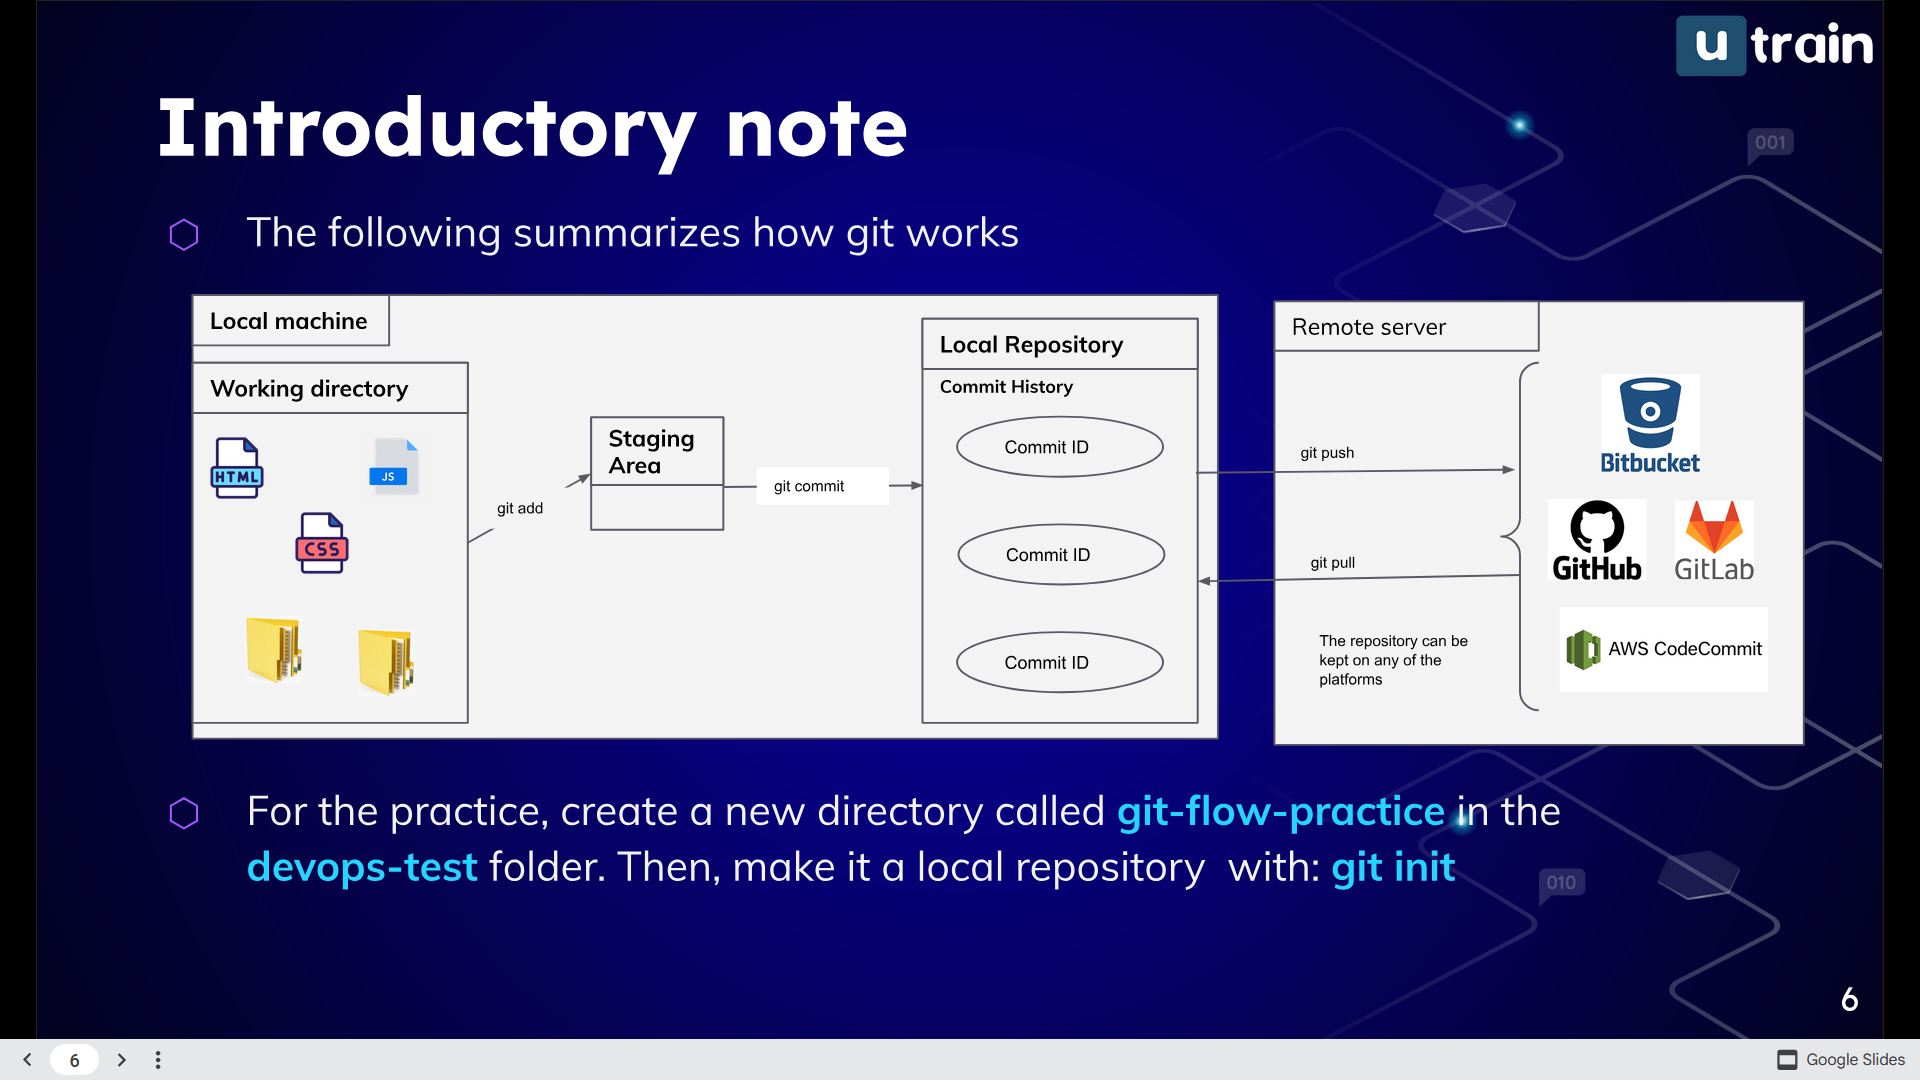 u train
001
Introductory note
The following summarizes how git works
Local machine
Working directory
HTML
JS
CSS
git add
Staging
Area
git commit
Local Repository
Commit History
Commit ID
Commit ID
Commit ID
Remote server
git push
git pull
The repository can be
kept on any of the
platforms
Bitbucket
GitHub
GitLab
AWS CodeCommit
For the practice, create a new directory called git-flow-practice in the
devops-test folder. Then, make it a local repository  with: git init
010
6
6
Google Slides